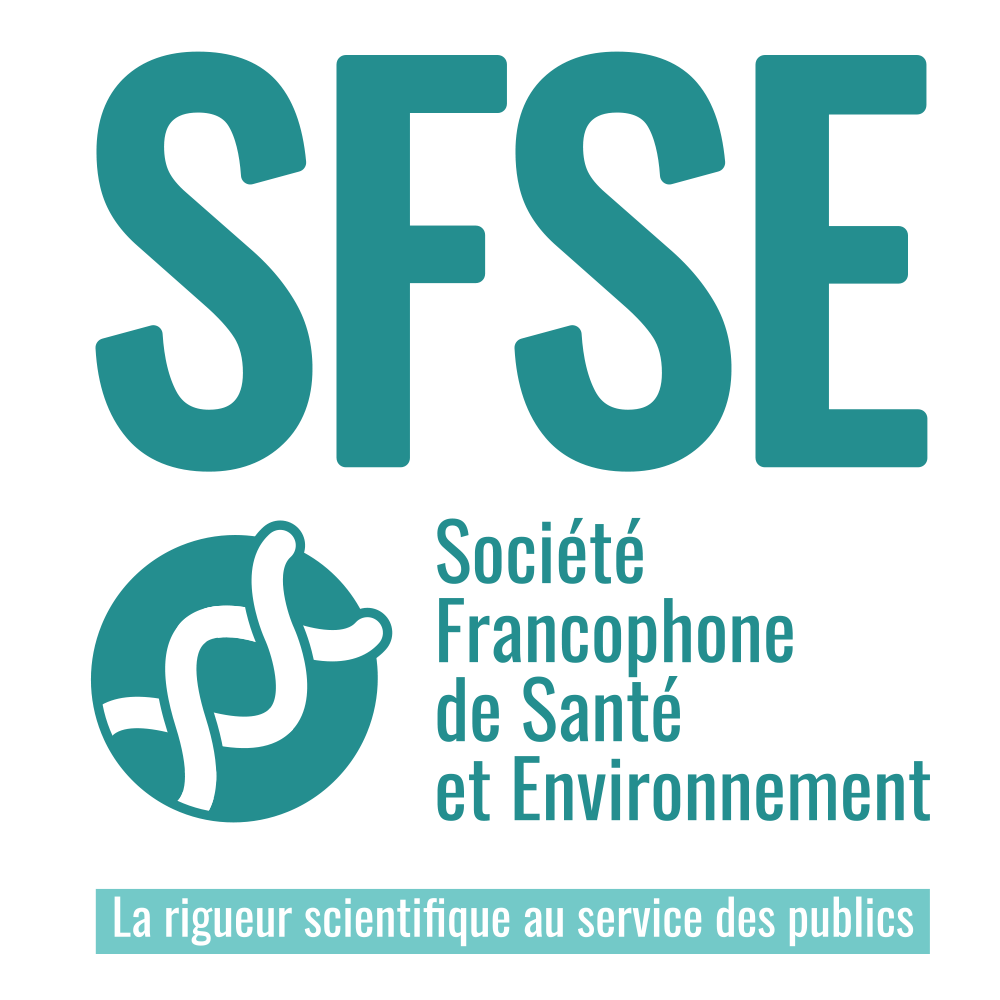 SFSE
Société
Francophone
de Santé
et Environnement
La rigueur scientifique au service des publics